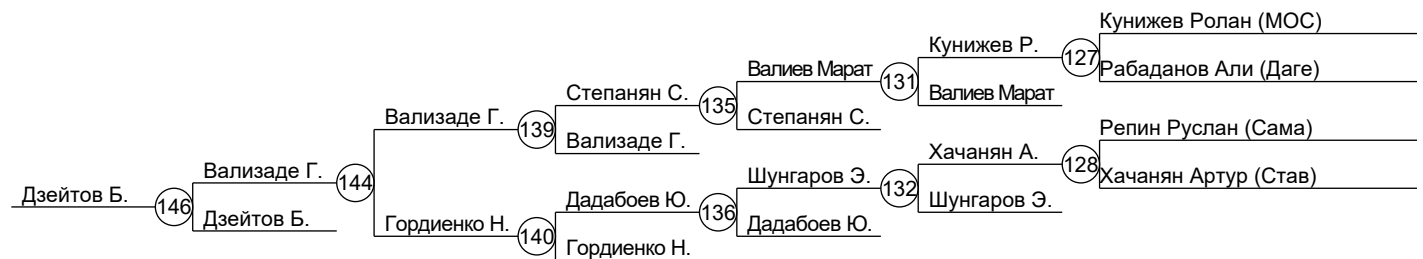 Кунижев Ролан (МОС)
Кунижев Р.
127
Валиев Марат
131
Рабаданов Али (Даге)
Степанян С.
135
Валиев Марат
Вализаде Г.
139
Степанян С.
Вализаде Г.
Репин Руслан (Сама)
Хачанян А.
128
Вализаде Г.
144
Шунгаров Э.
132
Хачанян Артур (Став)
Дзейтов Б.
146
Дадабоев Ю.
136
Шунгаров Э.
Дзейтов Б.
Гордиенко Н.
140
Дадабоев Ю.
Гордиенко Н.